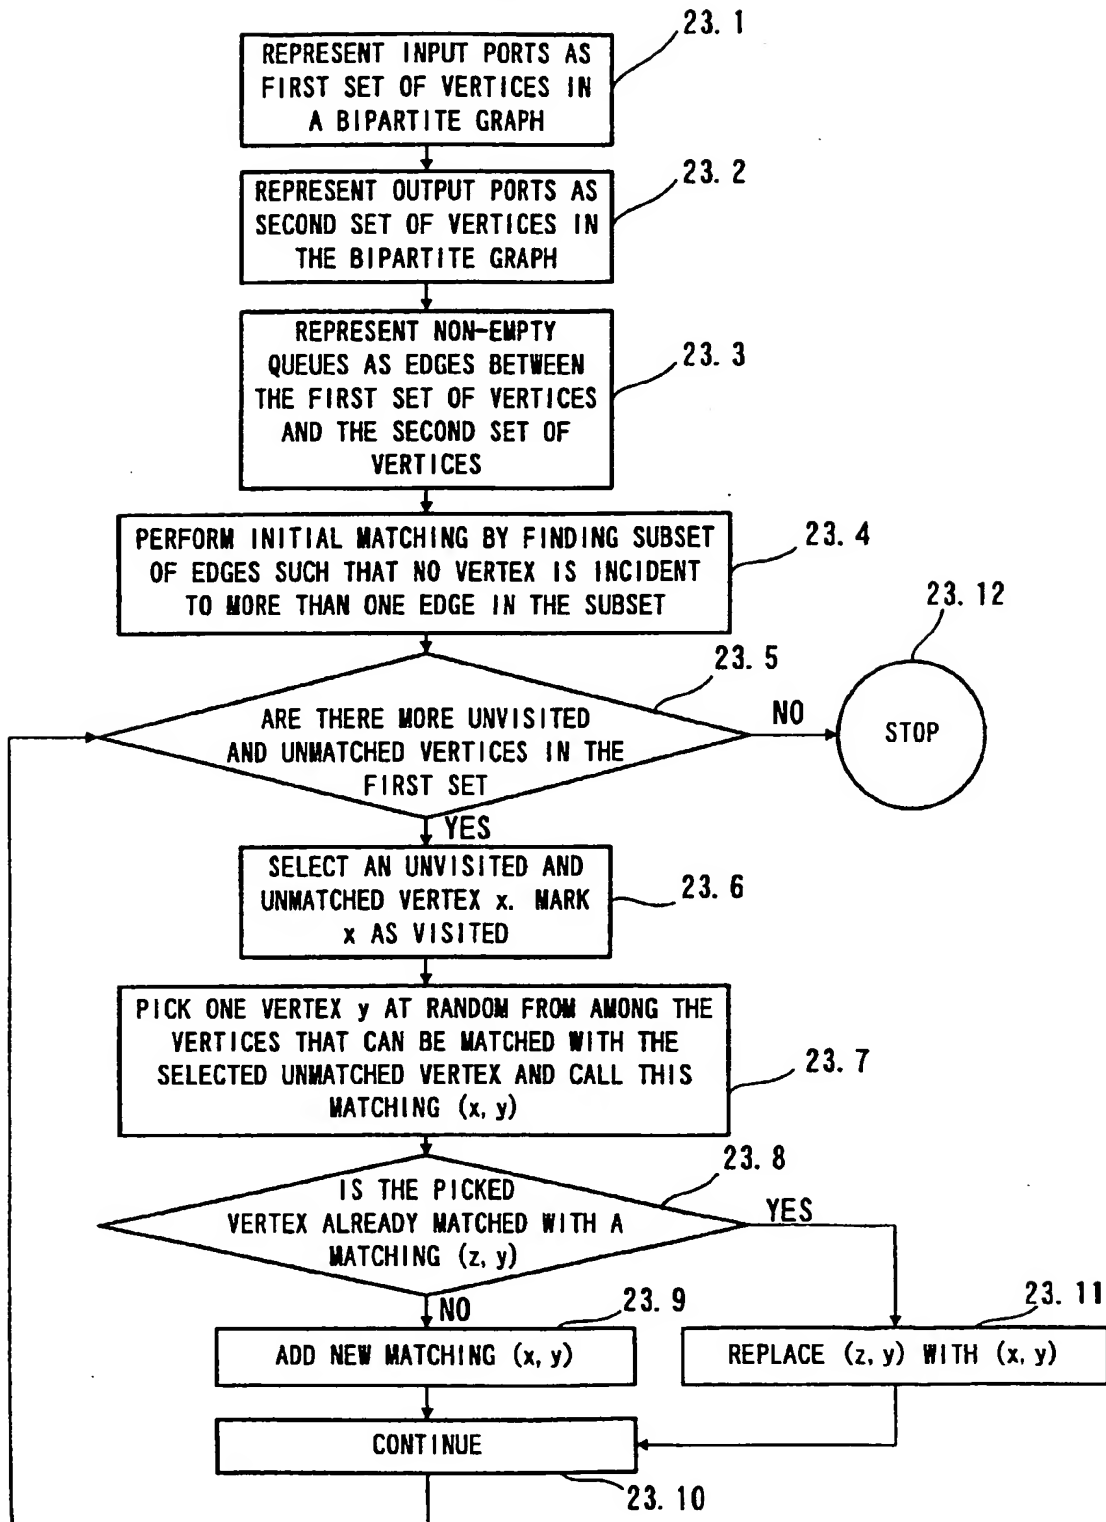 23.1
REPRESENT INPUT PORTS AS
FIRST SET OF VERTICES IN
A BIPARTITE GRAPH
23.2
REPRESENT OUTPUT PORTS AS
SECOND SET OF VERTICES IN
THE BIPARTITE GRAPH
23.3
REPRESENT NON-EMPTY
QUEUES AS EDGES BETWEEN
THE FIRST SET OF VERTICES
AND THE SECOND SET OF
VERTICES
23.4
PERFORM INITIAL MATCHING BY FINDING SUBSET
OF EDGES SUCH THAT NO VERTEX IS INCIDENT
TO MORE THAN ONE EDGE IN THE SUBSET
23.12
STOP
23.5
ARE THERE MORE UNVISITED
AND UNMATCHED VERTICES IN THE
FIRST SET
NO
YES
23.6
SELECT AN UNVISITED AND
UNMATCHED VERTEX x. MARK
x AS VISITED
23.7
PICK ONE VERTEX y AT RANDOM FROM AMONG THE
VERTICES THAT CAN BE MATCHED WITH THE
SELECTED UNMATCHED VERTEX AND CALL THIS
MATCHING (x, y)
23.8
IS THE PICKED
VERTEX ALREADY MATCHED WITH A
MATCHING (z, y)
YES
NO
23.9
ADD NEW MATCHING (x, y)
23.11
REPLACE (z, y) WITH (x, y)
CONTINUE
23.10